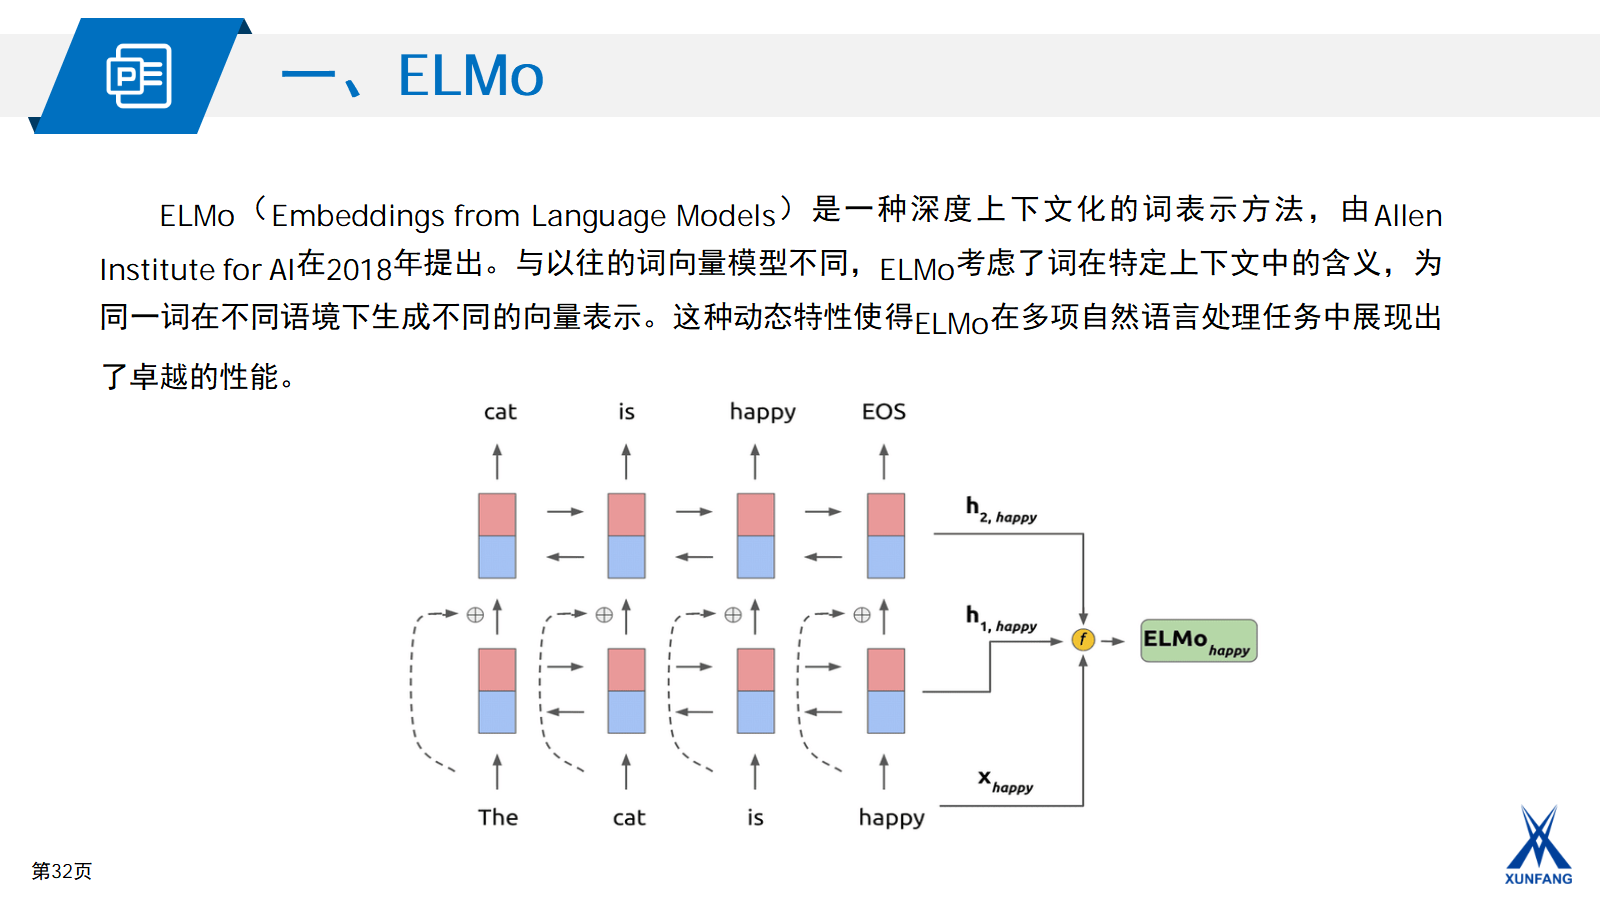 一、ELMo
ELMo（Embeddings from Language Models）是一种深度上下文化的词表示方法，由Allen
Institute for AI在2018年提出。与以往的词向量模型不同，ELMo考虑了词在特定上下文中的含义，为
同一词在不同语境下生成不同的向量表示。这种动态特性使得ELMo在多项自然语言处理任务中展现出
了卓越的性能。
cat is happy EOS
h2, happy
h1, happy
f
ELMo happy
x happy
The cat is happy
第32页
XUNFANG